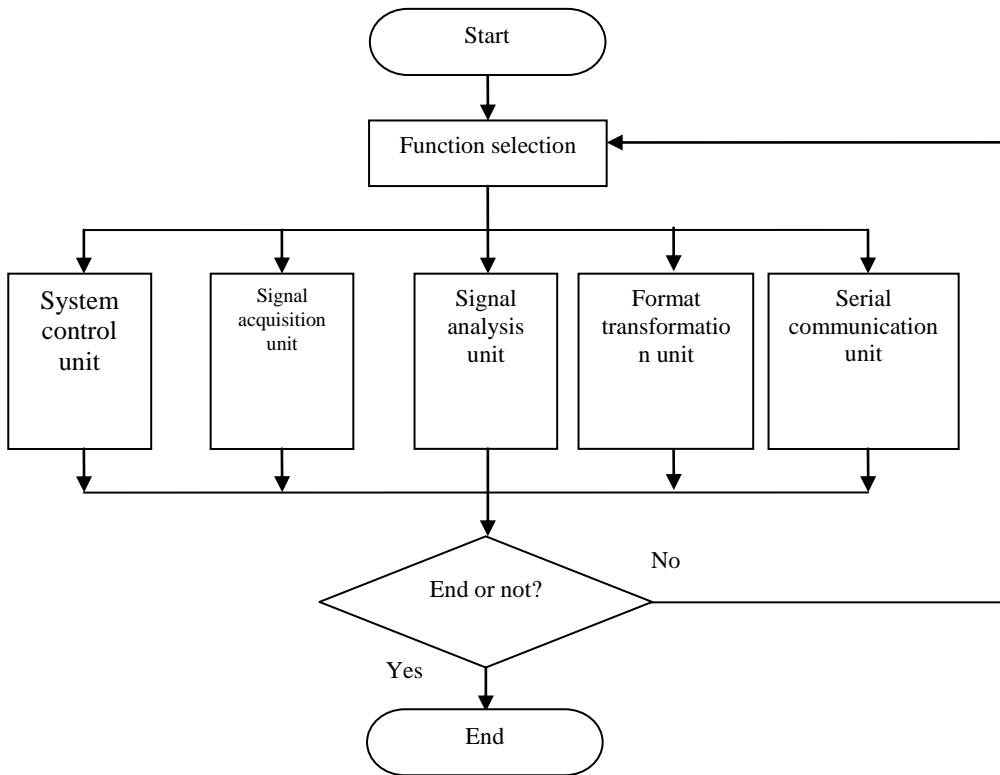 Start
Function selection
System
control
unit
Signal
acquisition
unit
Signal
analysis
unit
Format
transformatio
n unit
Serial
communication
unit
End or not?
No
Yes
End